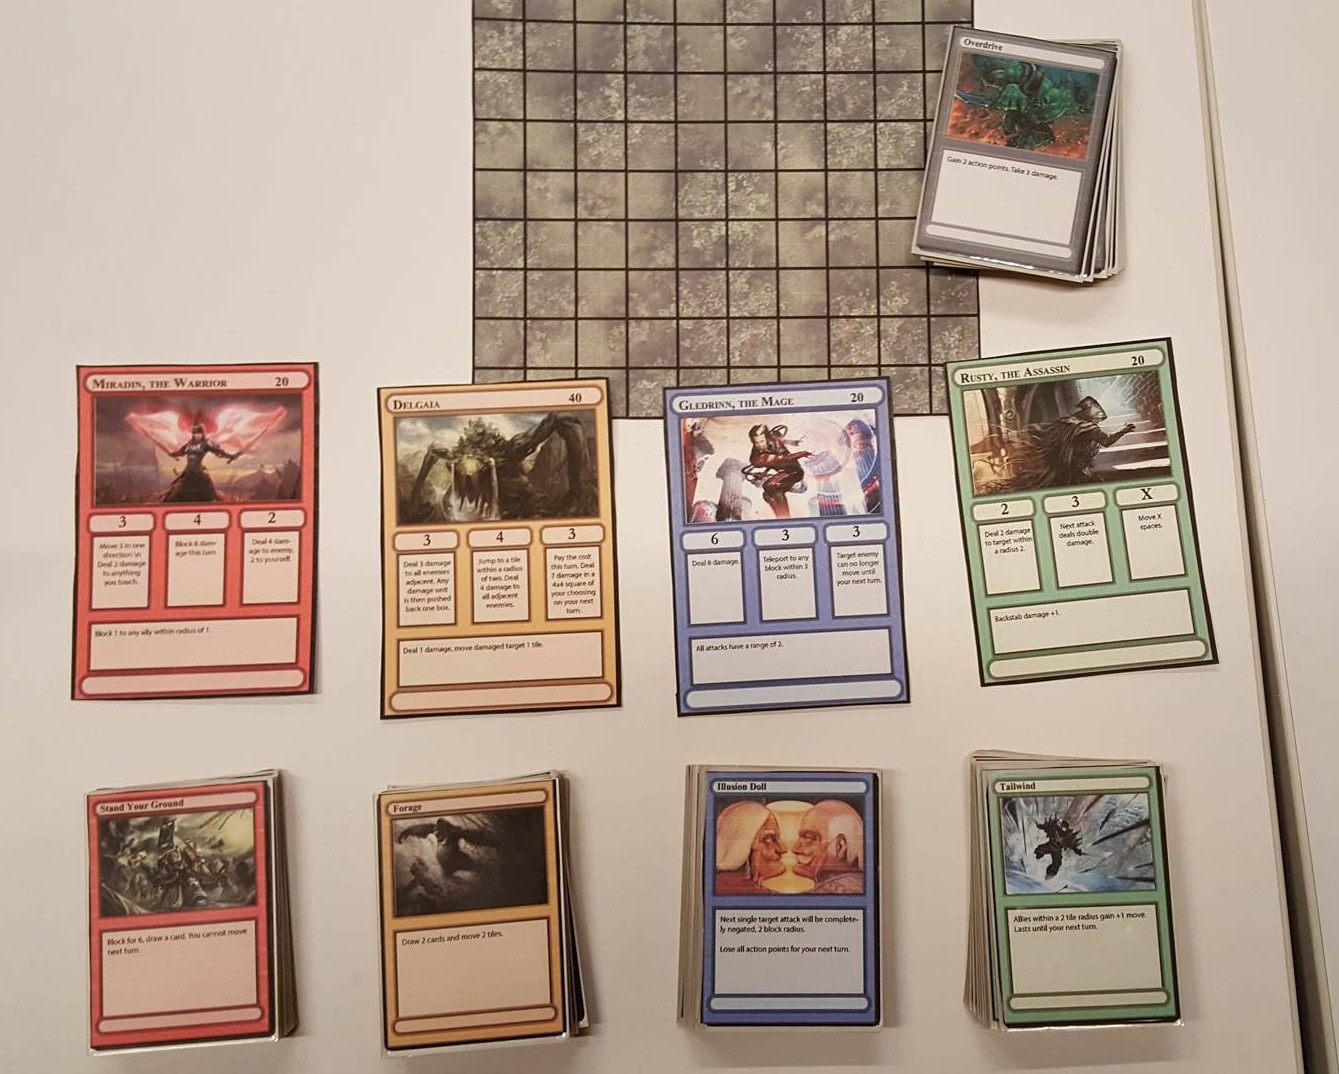 Overdrive
Gain 2 action points. Take 3 damage.
MIRADIN, THE WARRIOR 20
3
Move 3 in one
direction \n
Deal 2 damage
to anything
you touch.
4
Block 8 dam-
age this turn
2
Deal 4 dam-
age to enemy,
2 to yourself.
Block 1 to any ally within radius of 1.
DELGAIA 40
3
Deal 3 damage
to all enemies
adjacent. Any
damage unit
is then pushed
back one box.
4
Jump to a tile
within a radius
of two. Deal
4 damage to
all adjacent
enemies.
3
Pay the cost
this turn. Deal
7 damage in a
4x4 square of
your choosing
on your next
turn.
Deal 1 damage, move damaged target 1 tile.
GLEDRINN, THE MAGE 20
6
Deal 8 damage.
3
Teleport to any
block within 3
radius.
3
Target enemy
can no longer
move until
your next turn.
All attacks have a range of 2.
RUSTY, THE ASSASSIN 20
2
Deal 2 damage
to target within
a radius 2.
3
Next attack
deals double
damage.
X
Move X
spaces.
Backstab damage +1.
Stand Your Ground
Block for 6, draw a card. You cannot move
next turn.
Forage
Draw 2 cards and move 2 tiles.
Illusion Doll
Next single target attack will be complete-
ly negated, 2 block radius.
Lose all action points for your next turn.
Tailwind
Allies within a 2 tile radius gain +1 move.
Lasts until your next turn.